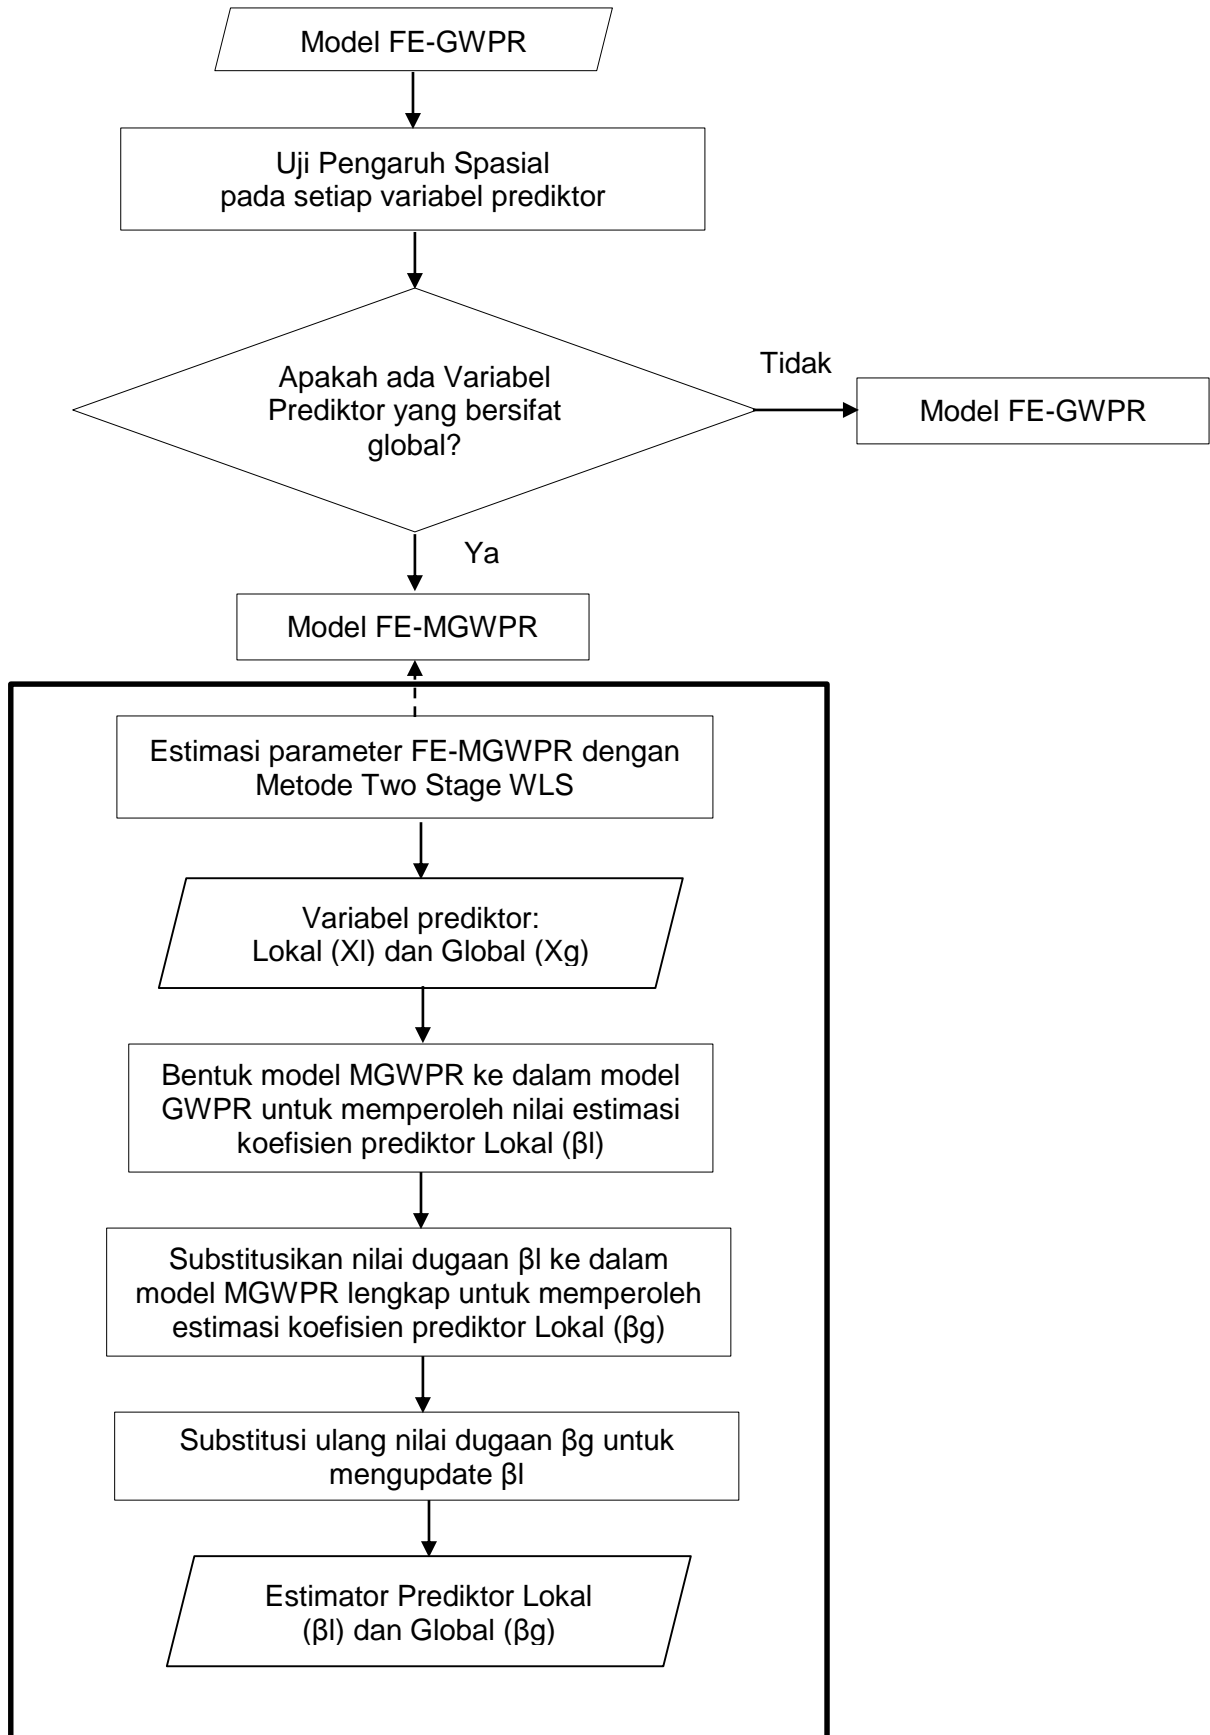 Model FE-GWPR
Uji Pengaruh Spasial
pada setiap variabel prediktor
Apakah ada Variabel
Prediktor yang bersifat
global?
Tidak
Model FE-GWPR
Ya
Model FE-MGWPR
Estimasi parameter FE-MGWPR dengan
Metode Two Stage WLS
Variabel prediktor:
Lokal (Xl) dan Global (Xg)
Bentuk model MGWPR ke dalam model
GWPR untuk memperoleh nilai estimasi
koefisien prediktor Lokal (βl)
Substitusikan nilai dugaan βl ke dalam
model MGWPR lengkap untuk memperoleh
estimasi koefisien prediktor Lokal (βg)
Substitusi ulang nilai dugaan βg untuk
mengupdate βl
Estimator Prediktor Lokal
(βl) dan Global (βg)